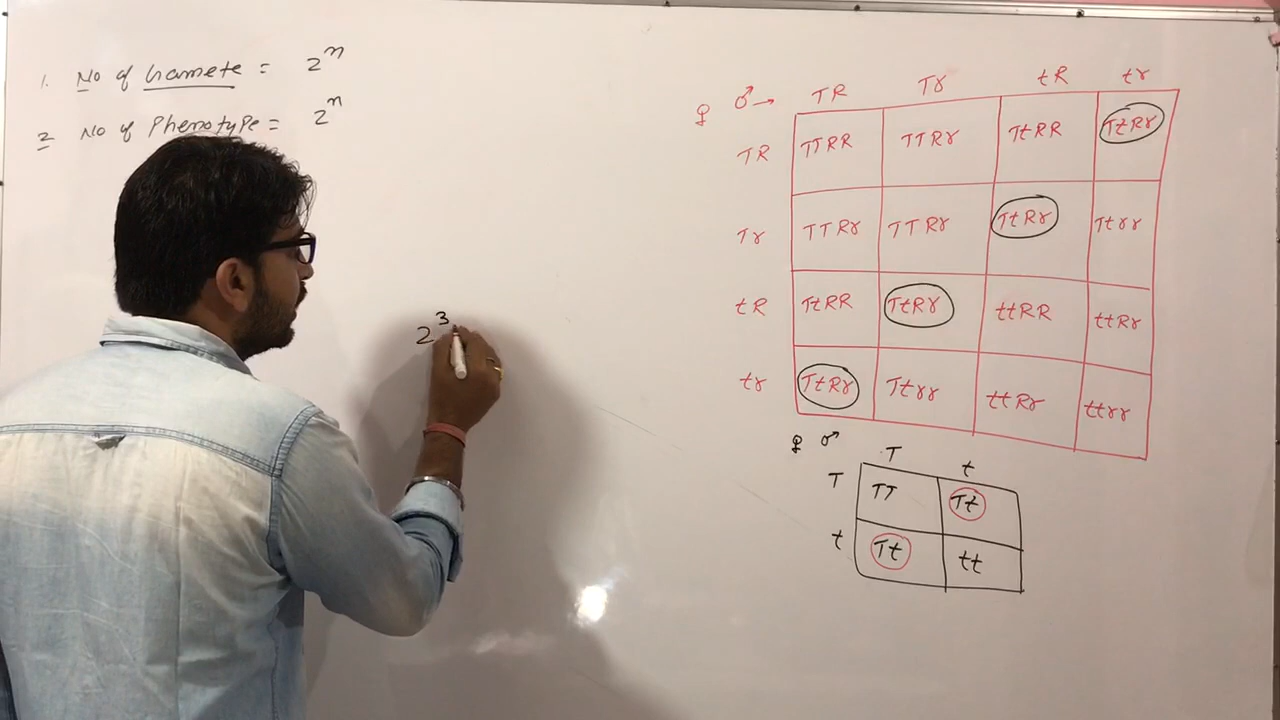 1. No of Gamete = 2^n
2 No of Phenotype = 2^n
2^3
♀ ♂→ TR Tr tR tr
TR TTRR TTRr TtRR TtRr
Tr TTRr TTRr TtRr Ttrr
tR TtRR TtRr ttRR ttRr
tr TtRr Ttrr ttRr ttrr
♀ ♂ T t
T TT Tt
t Tt tt